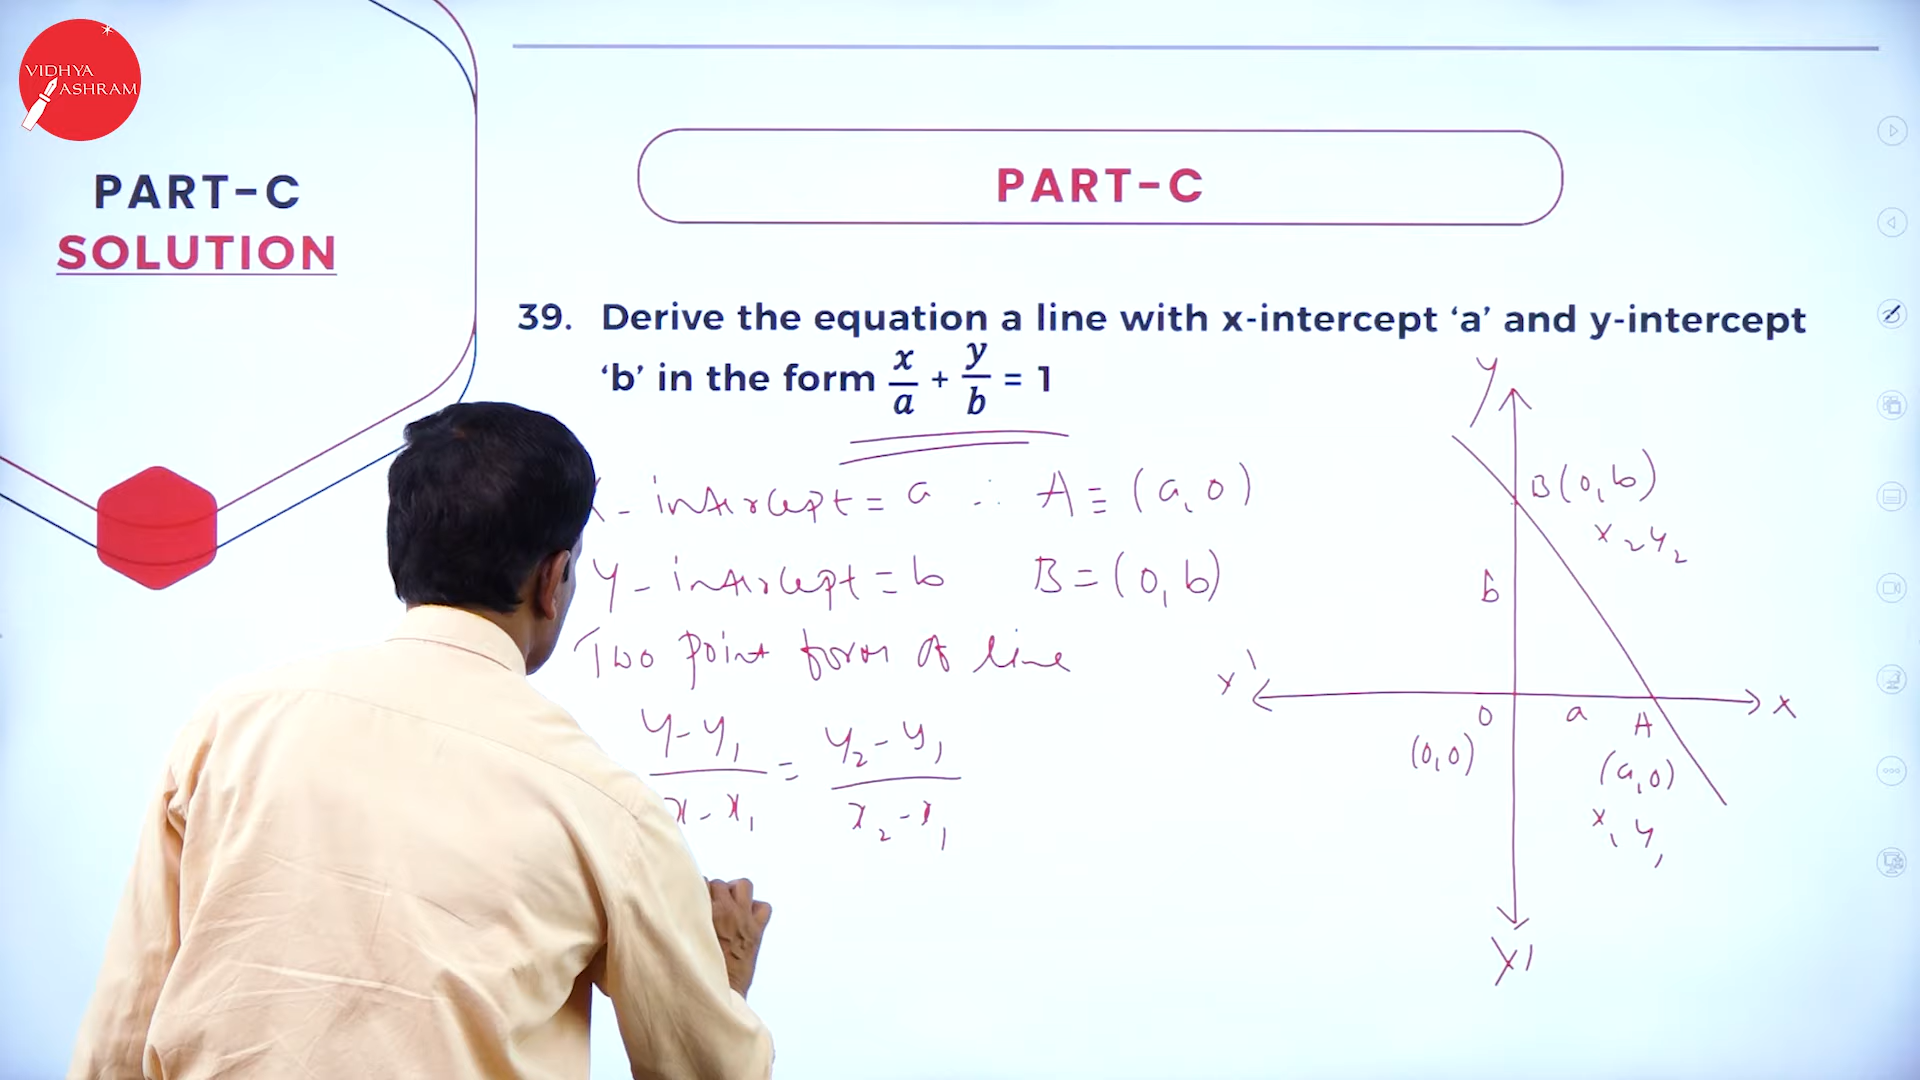 VIDHYA
ASHRAM
PART-C
SOLUTION
PART-C
39. Derive the equation a line with x-intercept ‘a’ and y-intercept
‘b’ in the form x/a + y/b = 1
- intercept = a ∴ A ≡ (a, 0)
y - intercept = b B = (0, b)
Two point form of line
y - y₁ / x - x₁ = y₂ - y₁ / x₂ - x₁
y
B(0, b)
x₂ y₂
b
x'
O
a
A
x
(0,0)
(a,0)
x₁ y₁
y'